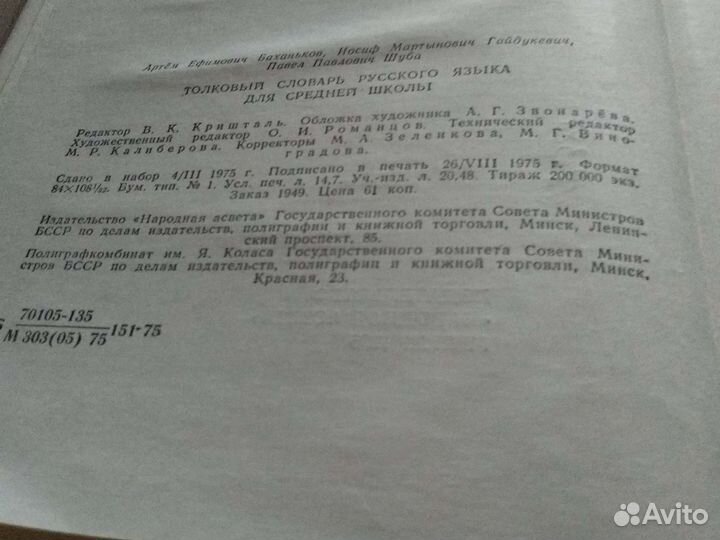 Артём Ефимович Баханьков, Иосиф Мартынович Гайдукевич,
Павел Павлович Шуба
ТОЛКОВЫЙ СЛОВАРЬ РУССКОГО ЯЗЫКА
ДЛЯ СРЕДНЕЙ ШКОЛЫ
Редактор В. К. Кришталь. Обложка художника А. Г. Звонарёва.
Художественный редактор О. И. Романцов. Технический редактор
М. Р. Калиберова. Корректоры М. А. Зеленкова, М. Г. Вино-
градова.
Сдано в набор 4/III 1975 г. Подписано в печать 26/VIII 1975 г. Формат
84×108¹/₃₂. Бум. тип. № 1. Усл. печ. л. 14,7. Уч.-изд. л. 20,48. Тираж 200 000 экз.
Заказ 1949. Цена 61 коп.
Издательство «Народная асвета» Государственного комитета Совета Министров
БССР по делам издательств, полиграфии и книжной торговли, Минск, Ленин-
ский проспект, 85.
Полиграфкомбинат им. Я. Коласа Государственного комитета Совета Мини-
стров БССР по делам издательств, полиграфии и книжной торговли, Минск,
Красная, 23.
70105-135
М 303(05) 75 151-75
Avito